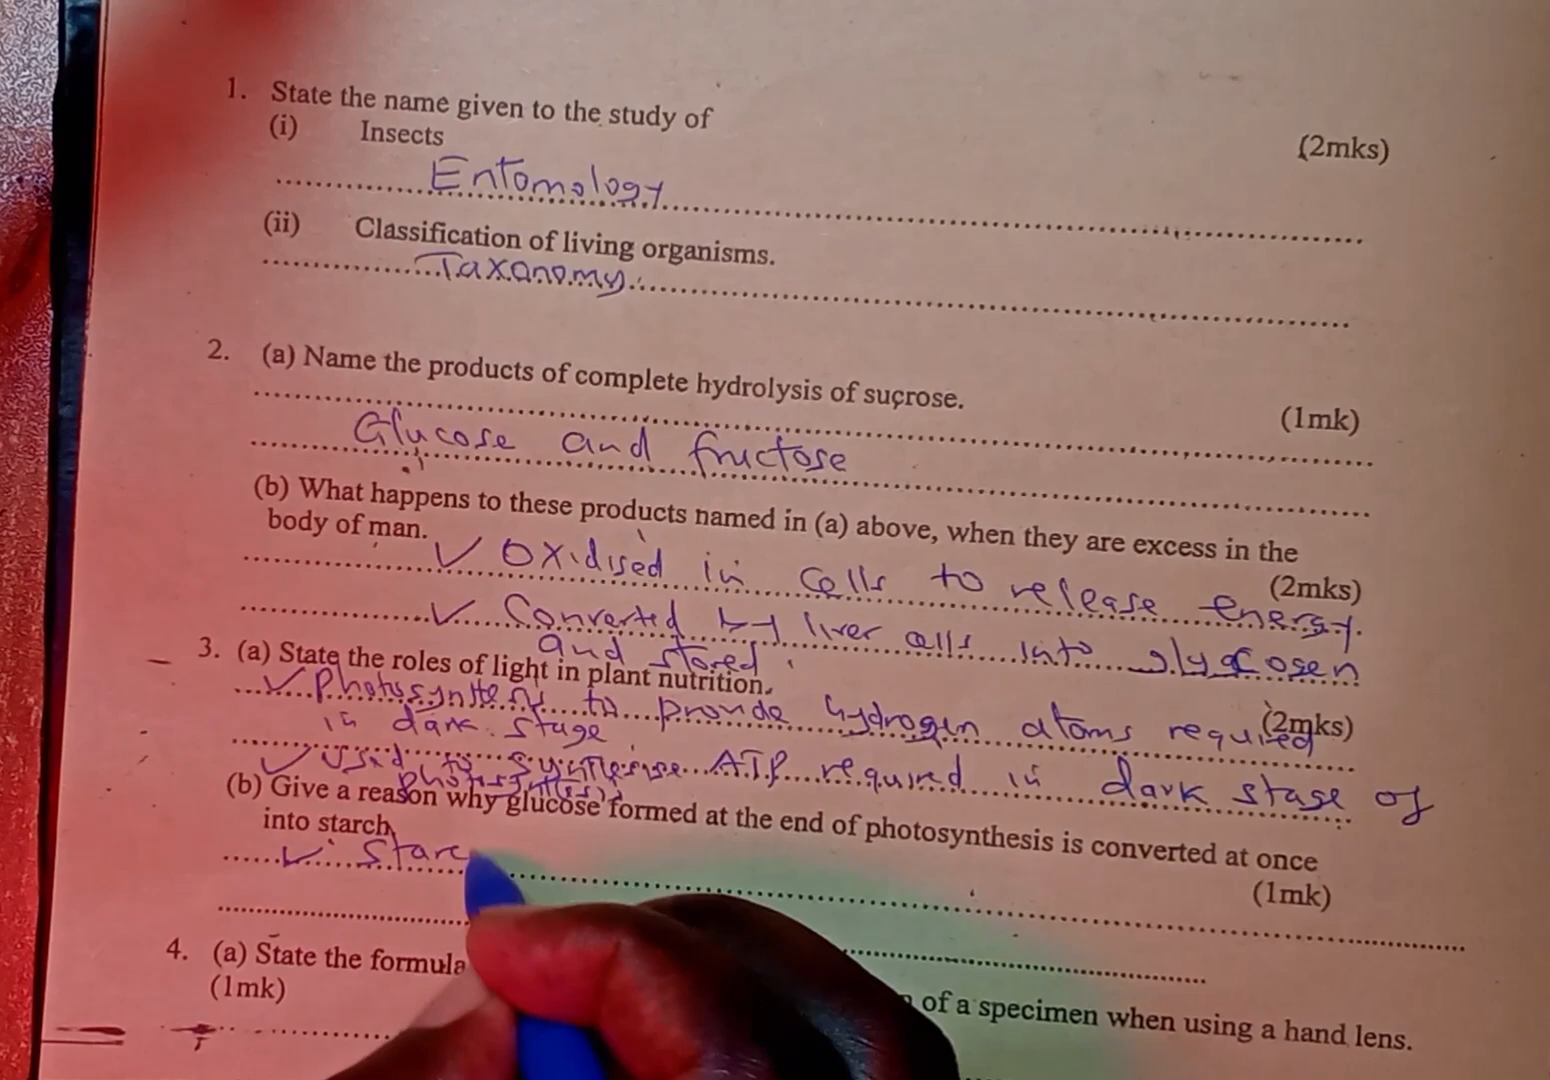 1. State the name given to the study of
(2mks)
(i) Insects
Entomology
(ii) Classification of living organisms.
Taxonomy
2. (a) Name the products of complete hydrolysis of sucrose.
(1mk)
Glucose and fructose
(b) What happens to these products named in (a) above, when they are excess in the
body of man.
(2mks)
✓ Oxidised in cells to release energy.
✓ Converted by liver cells into glycogen
and stored.
3. (a) State the roles of light in plant nutrition.
(2mks)
✓ to provide hydrogen atoms required
in dark stage
✓ Used to synthesise ATP required in dark stage of
(b) Give a reason why glucose formed at the end of photosynthesis is converted at once
into starch
(1mk)
✓ Starc
4. (a) State the formula
of a specimen when using a hand lens.
(1mk)